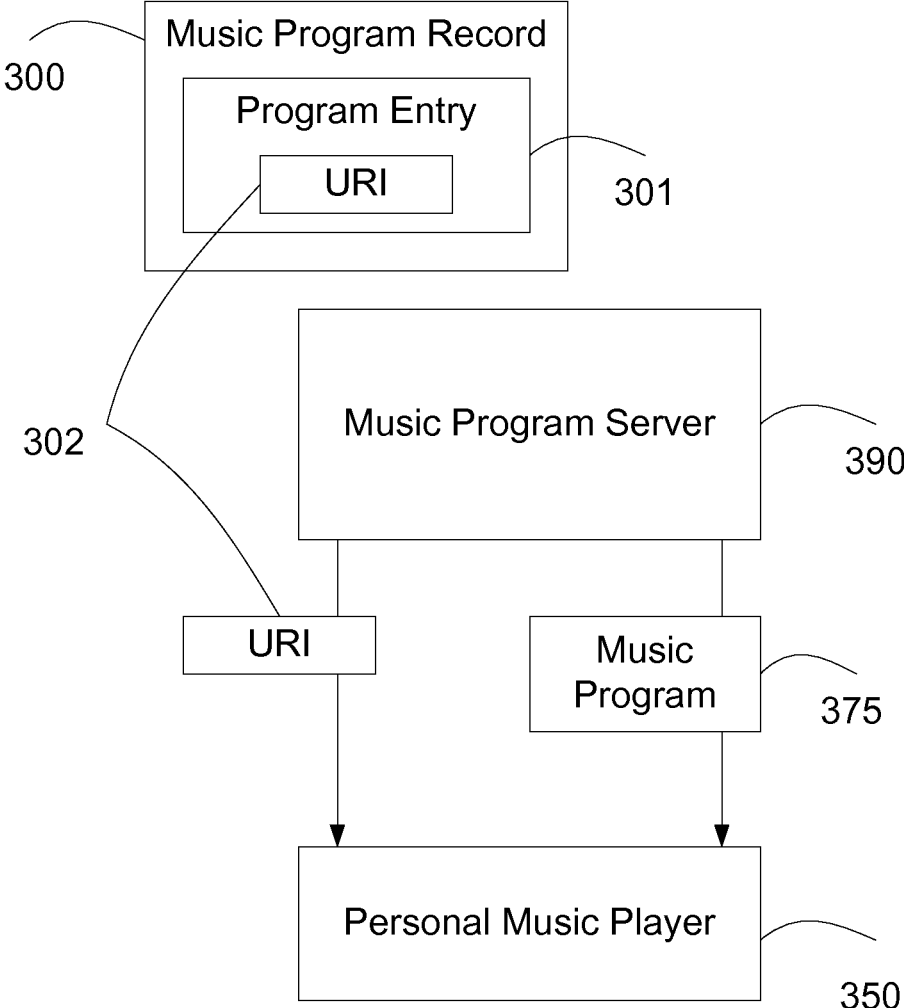 Music Program Record
300
Program Entry
URI
301
Music Program Server
302
390
URI
Music
Program
375
Personal Music Player
350